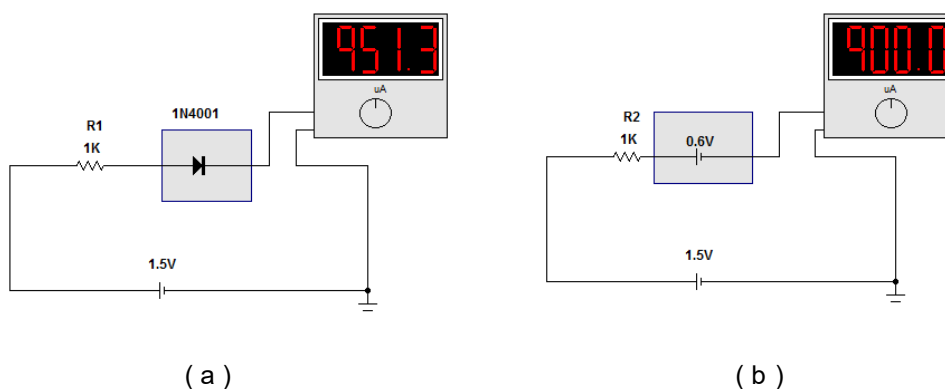 951.3
uA
1N4001
R1
1K
1.5V
( a )
900.0
uA
R2
1K
0.6V
1.5V
( b )